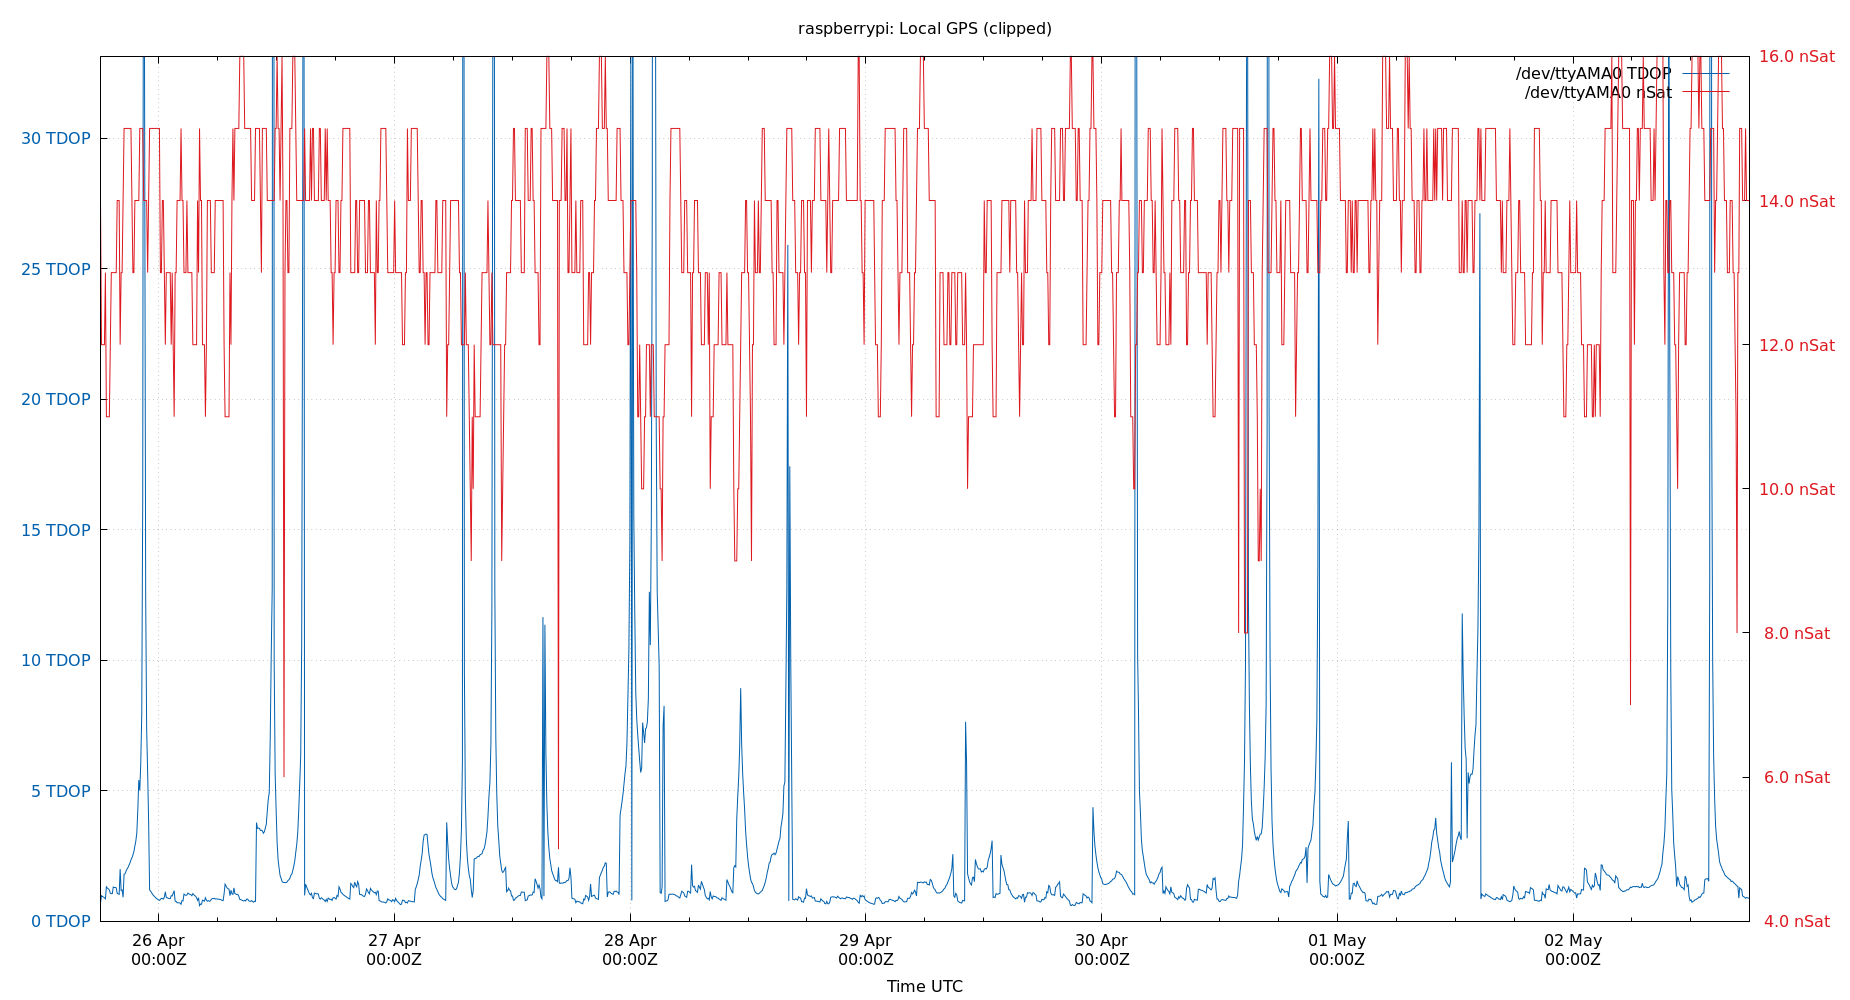 raspberrypi: Local GPS (clipped)
/dev/ttyAMA0 TDOP
/dev/ttyAMA0 nSat
30 TDOP
25 TDOP
20 TDOP
15 TDOP
10 TDOP
5 TDOP
0 TDOP
16.0 nSat
14.0 nSat
12.0 nSat
10.0 nSat
8.0 nSat
6.0 nSat
4.0 nSat
26 Apr
00:00Z
27 Apr
00:00Z
28 Apr
00:00Z
29 Apr
00:00Z
30 Apr
00:00Z
01 May
00:00Z
02 May
00:00Z
Time UTC